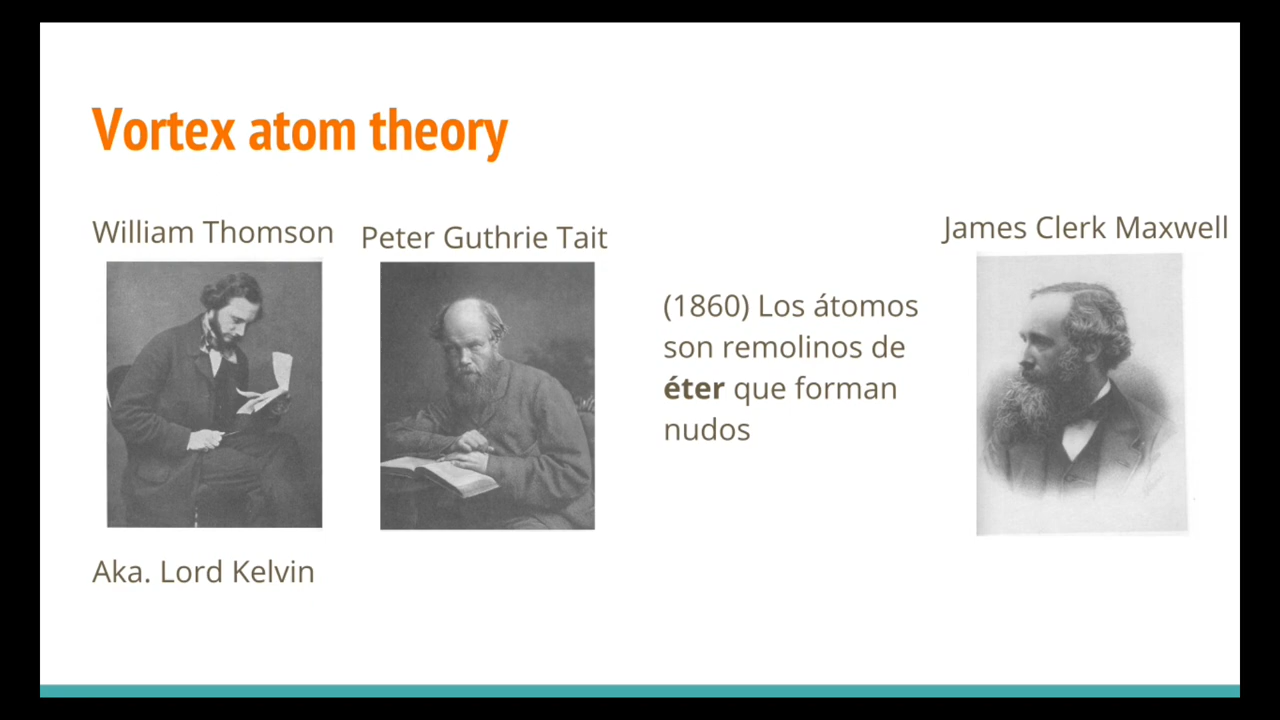 Vortex atom theory
William Thomson
Peter Guthrie Tait
James Clerk Maxwell
(1860) Los átomos
son remolinos de
éter que forman
nudos
Aka. Lord Kelvin